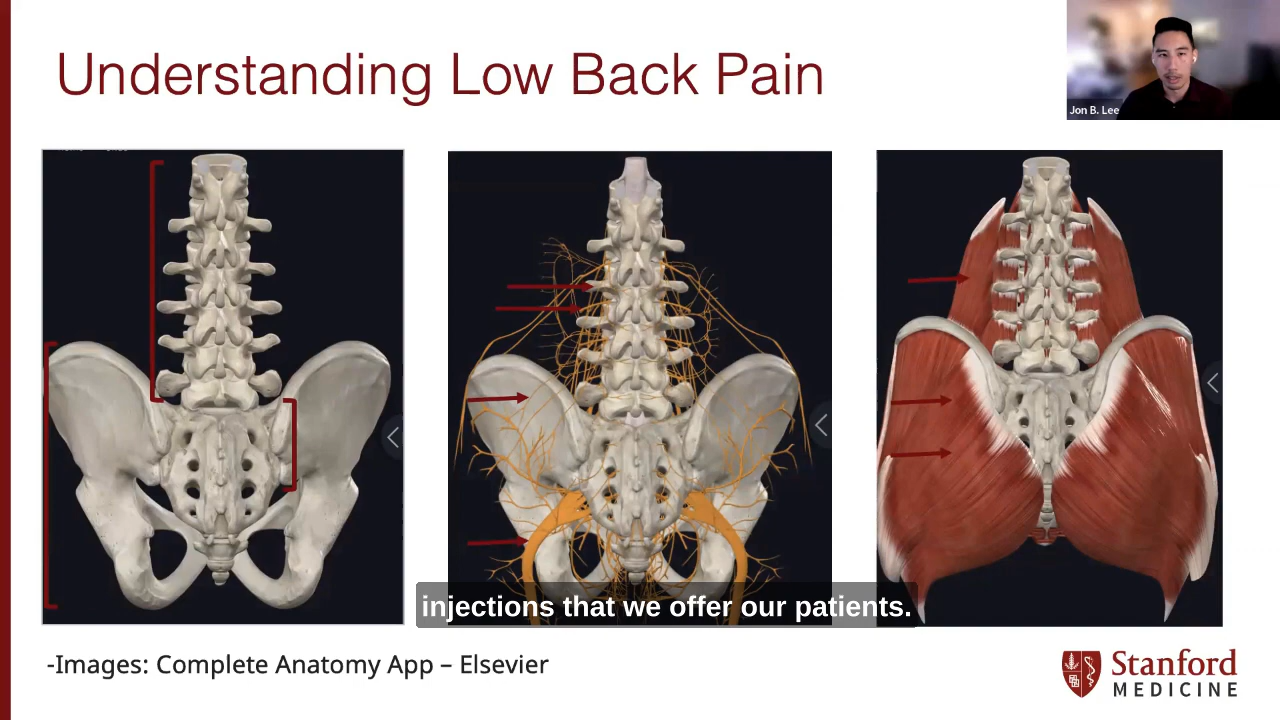 Understanding Low Back Pain
Jon B. Lee
injections that we offer our patients.
-Images: Complete Anatomy App – Elsevier
Stanford
MEDICINE